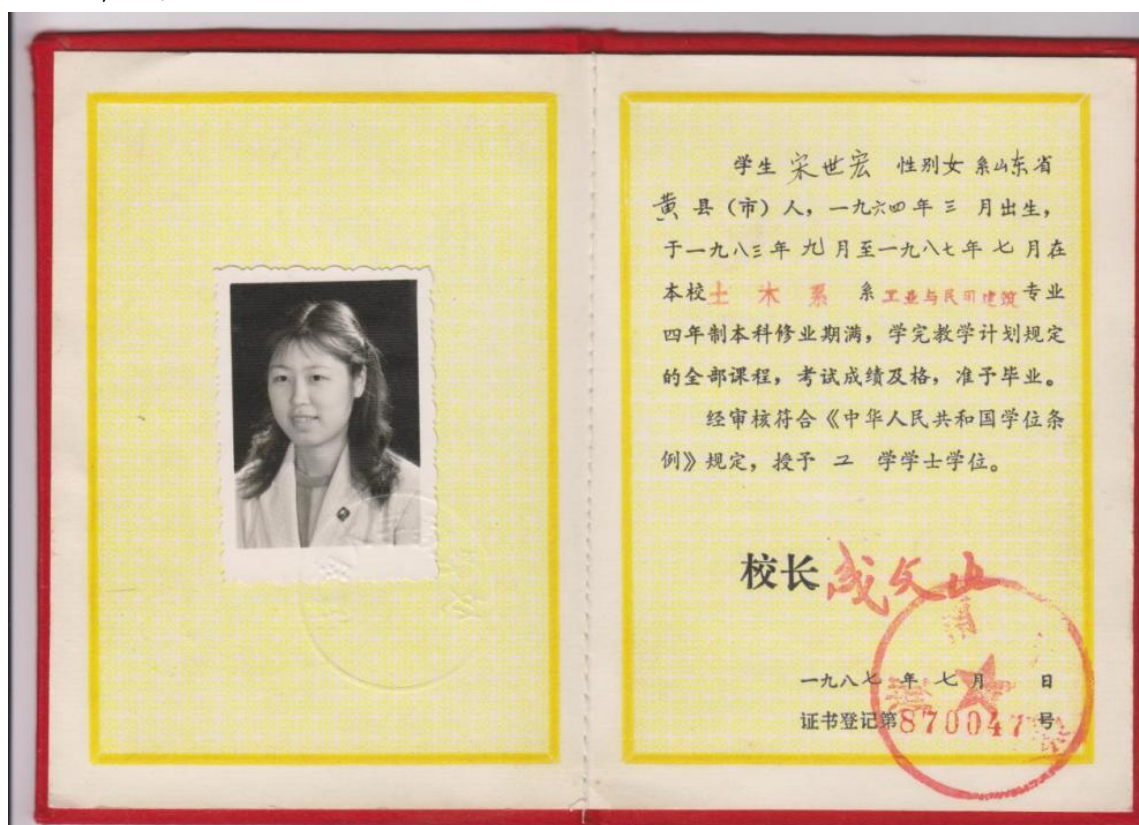 学生 宋世宏 性别女 系山东省
黄县(市)人,一九六四年三月出生,
于一九八三年九月至一九八七年七月在
本校土木系 系 工业与民用建筑专业
四年制本科修业期满,学完教学计划规定
的全部课程,考试成绩及格,准予毕业。
经审核符合《中华人民共和国学位条
例》规定,授予 工 学学士学位。
校长 成文山
一九八七年七月 日
证书登记第870047号